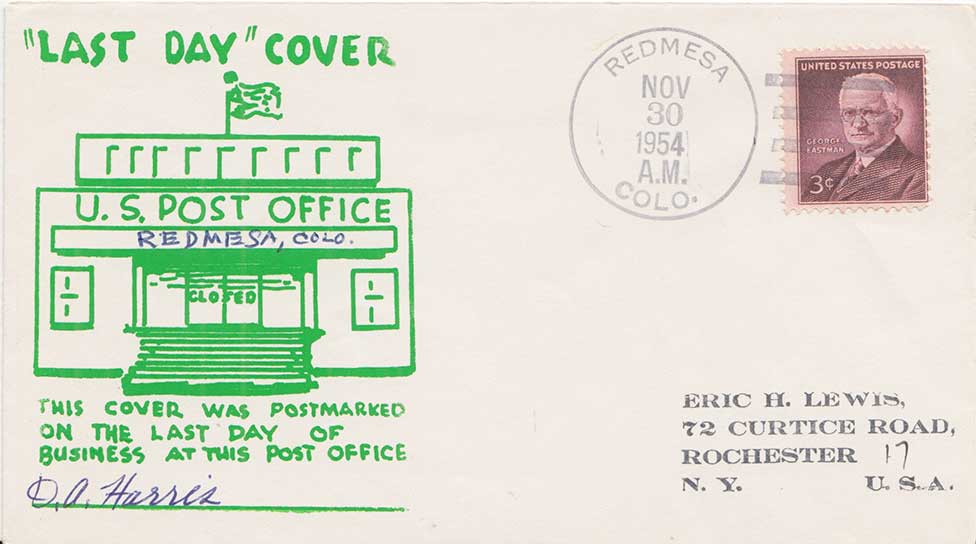 "LAST DAY" COVER
U. S. POST OFFICE
REDMESA, COLO.
CLOSED
THIS COVER WAS POSTMARKED
ON THE LAST DAY OF
BUSINESS AT THIS POST OFFICE
D. A. Harris
REDMESA
NOV
30
1954
A.M.
COLO.
UNITED STATES POSTAGE
GEORGE
EASTMAN
3¢
ERIC H. LEWIS,
72 CURTICE ROAD,
ROCHESTER 17
N. Y. U. S. A.